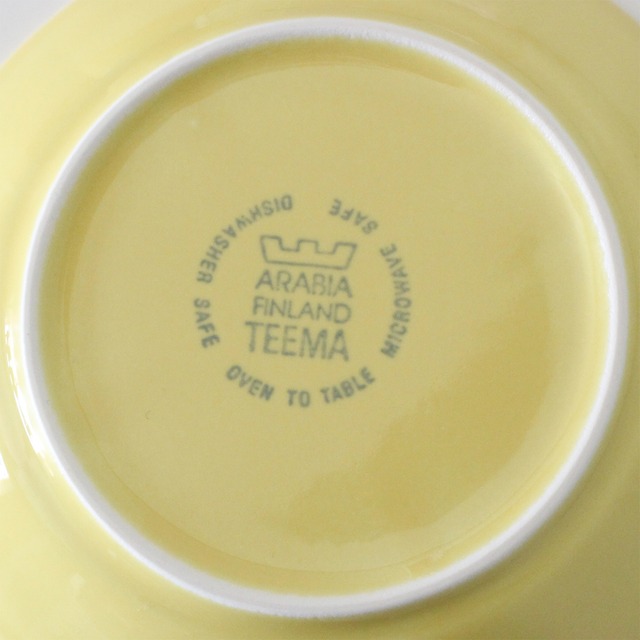 ARABIA
FINLAND
TEEMA
DISHWASHER SAFE
OVEN TO TABLE
MICROWAVE SAFE